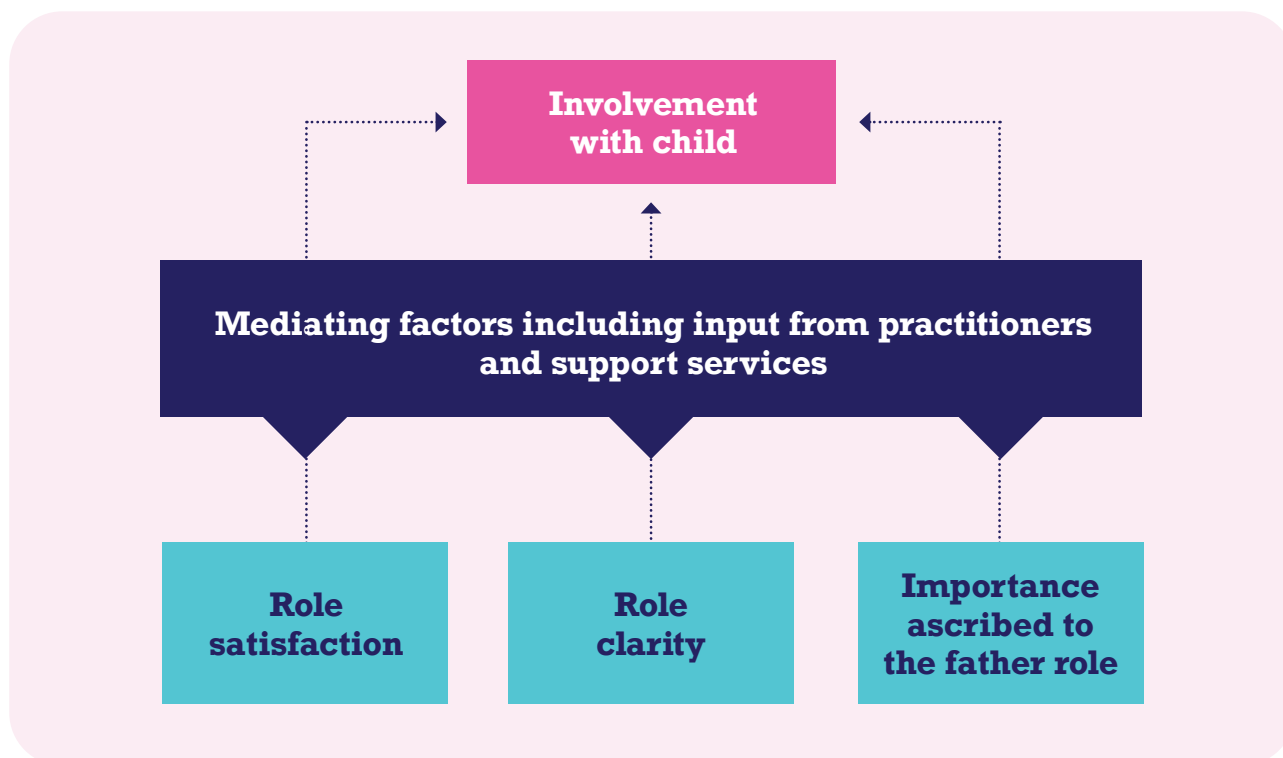 Involvement
with child
Mediating factors including input from practitioners
and support services
Role
satisfaction
Role
clarity
Importance
ascribed to
the father role